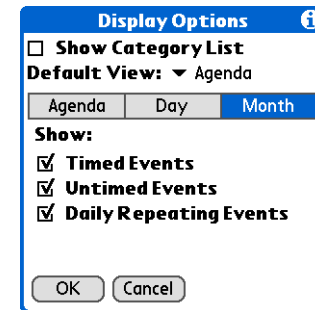 Display Options i
Show Category List
Default View: Agenda
Agenda Day Month
Show:
Timed Events
Untimed Events
Daily Repeating Events
OK Cancel